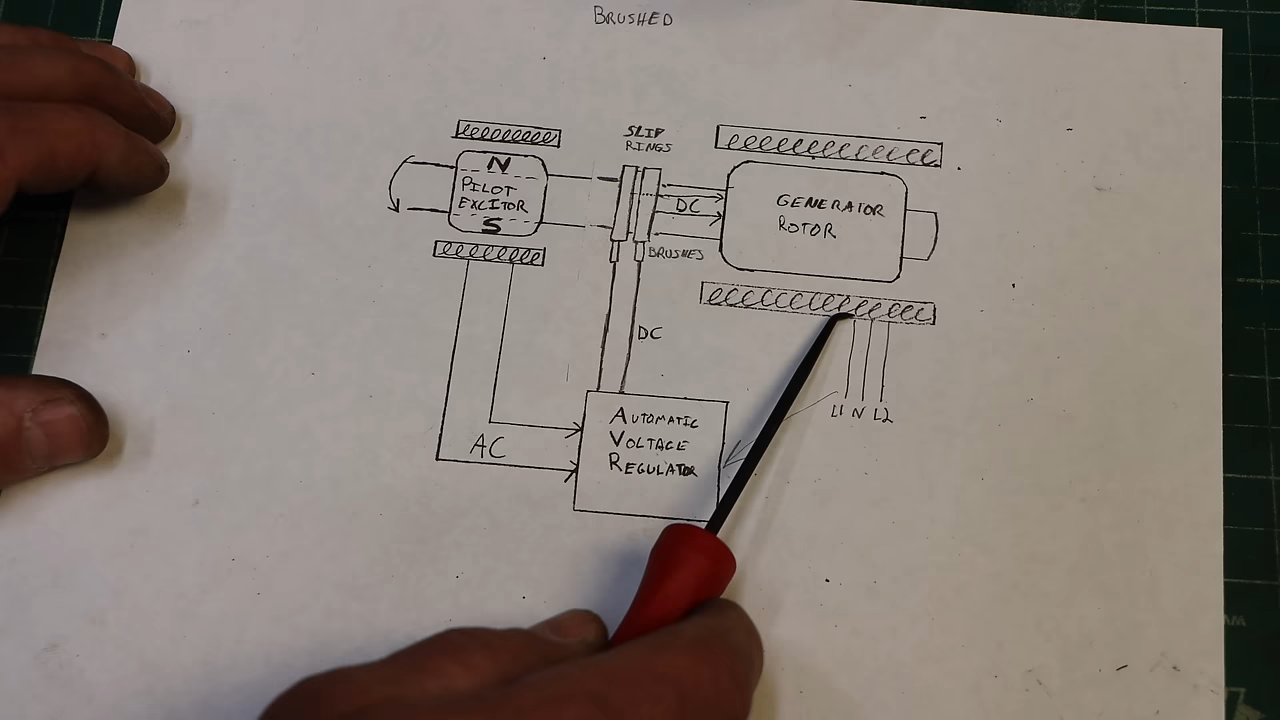 BRUSHED
SLIP
RINGS
N
PILOT
EXCITOR
S
DC
GENERATOR
ROTOR
BRUSHES
DC
L1 N L2
AUTOMATIC
VOLTAGE
REGULATOR
AC